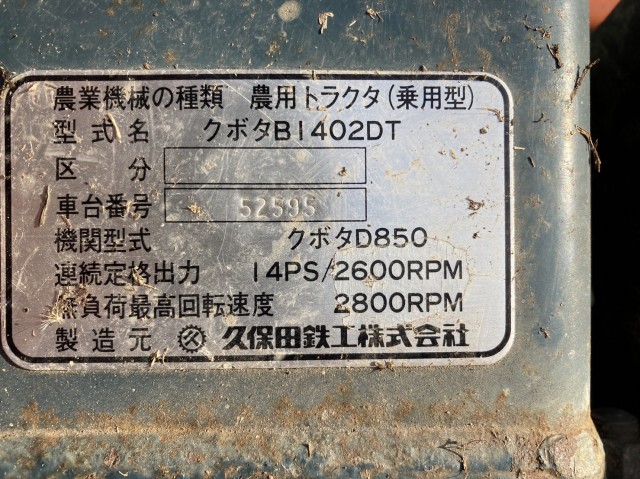 農業機械の種類 農用トラクタ(乗用型)
型式名 クボタB1402DT
区分
車台番号 52595
機関型式 クボタD850
連続定格出力 14PS/2600RPM
無負荷最高回転速度 2800RPM
製造元 久保田鉄工株式会社